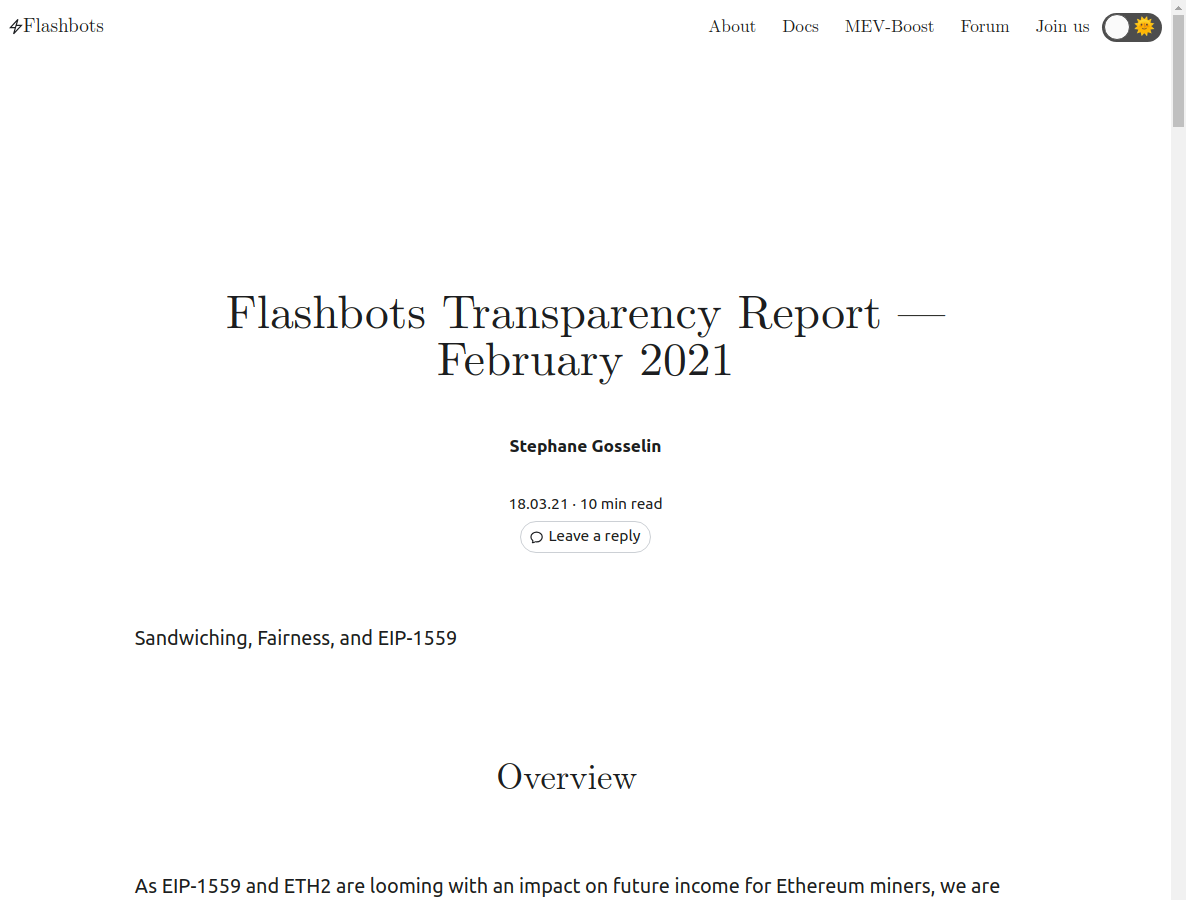 Flashbots
About Docs MEV-Boost Forum Join us
Flashbots Transparency Report —
February 2021
Stephane Gosselin
18.03.21 · 10 min read
Leave a reply
Sandwiching, Fairness, and EIP-1559
Overview
As EIP-1559 and ETH2 are looming with an impact on future income for Ethereum miners, we are